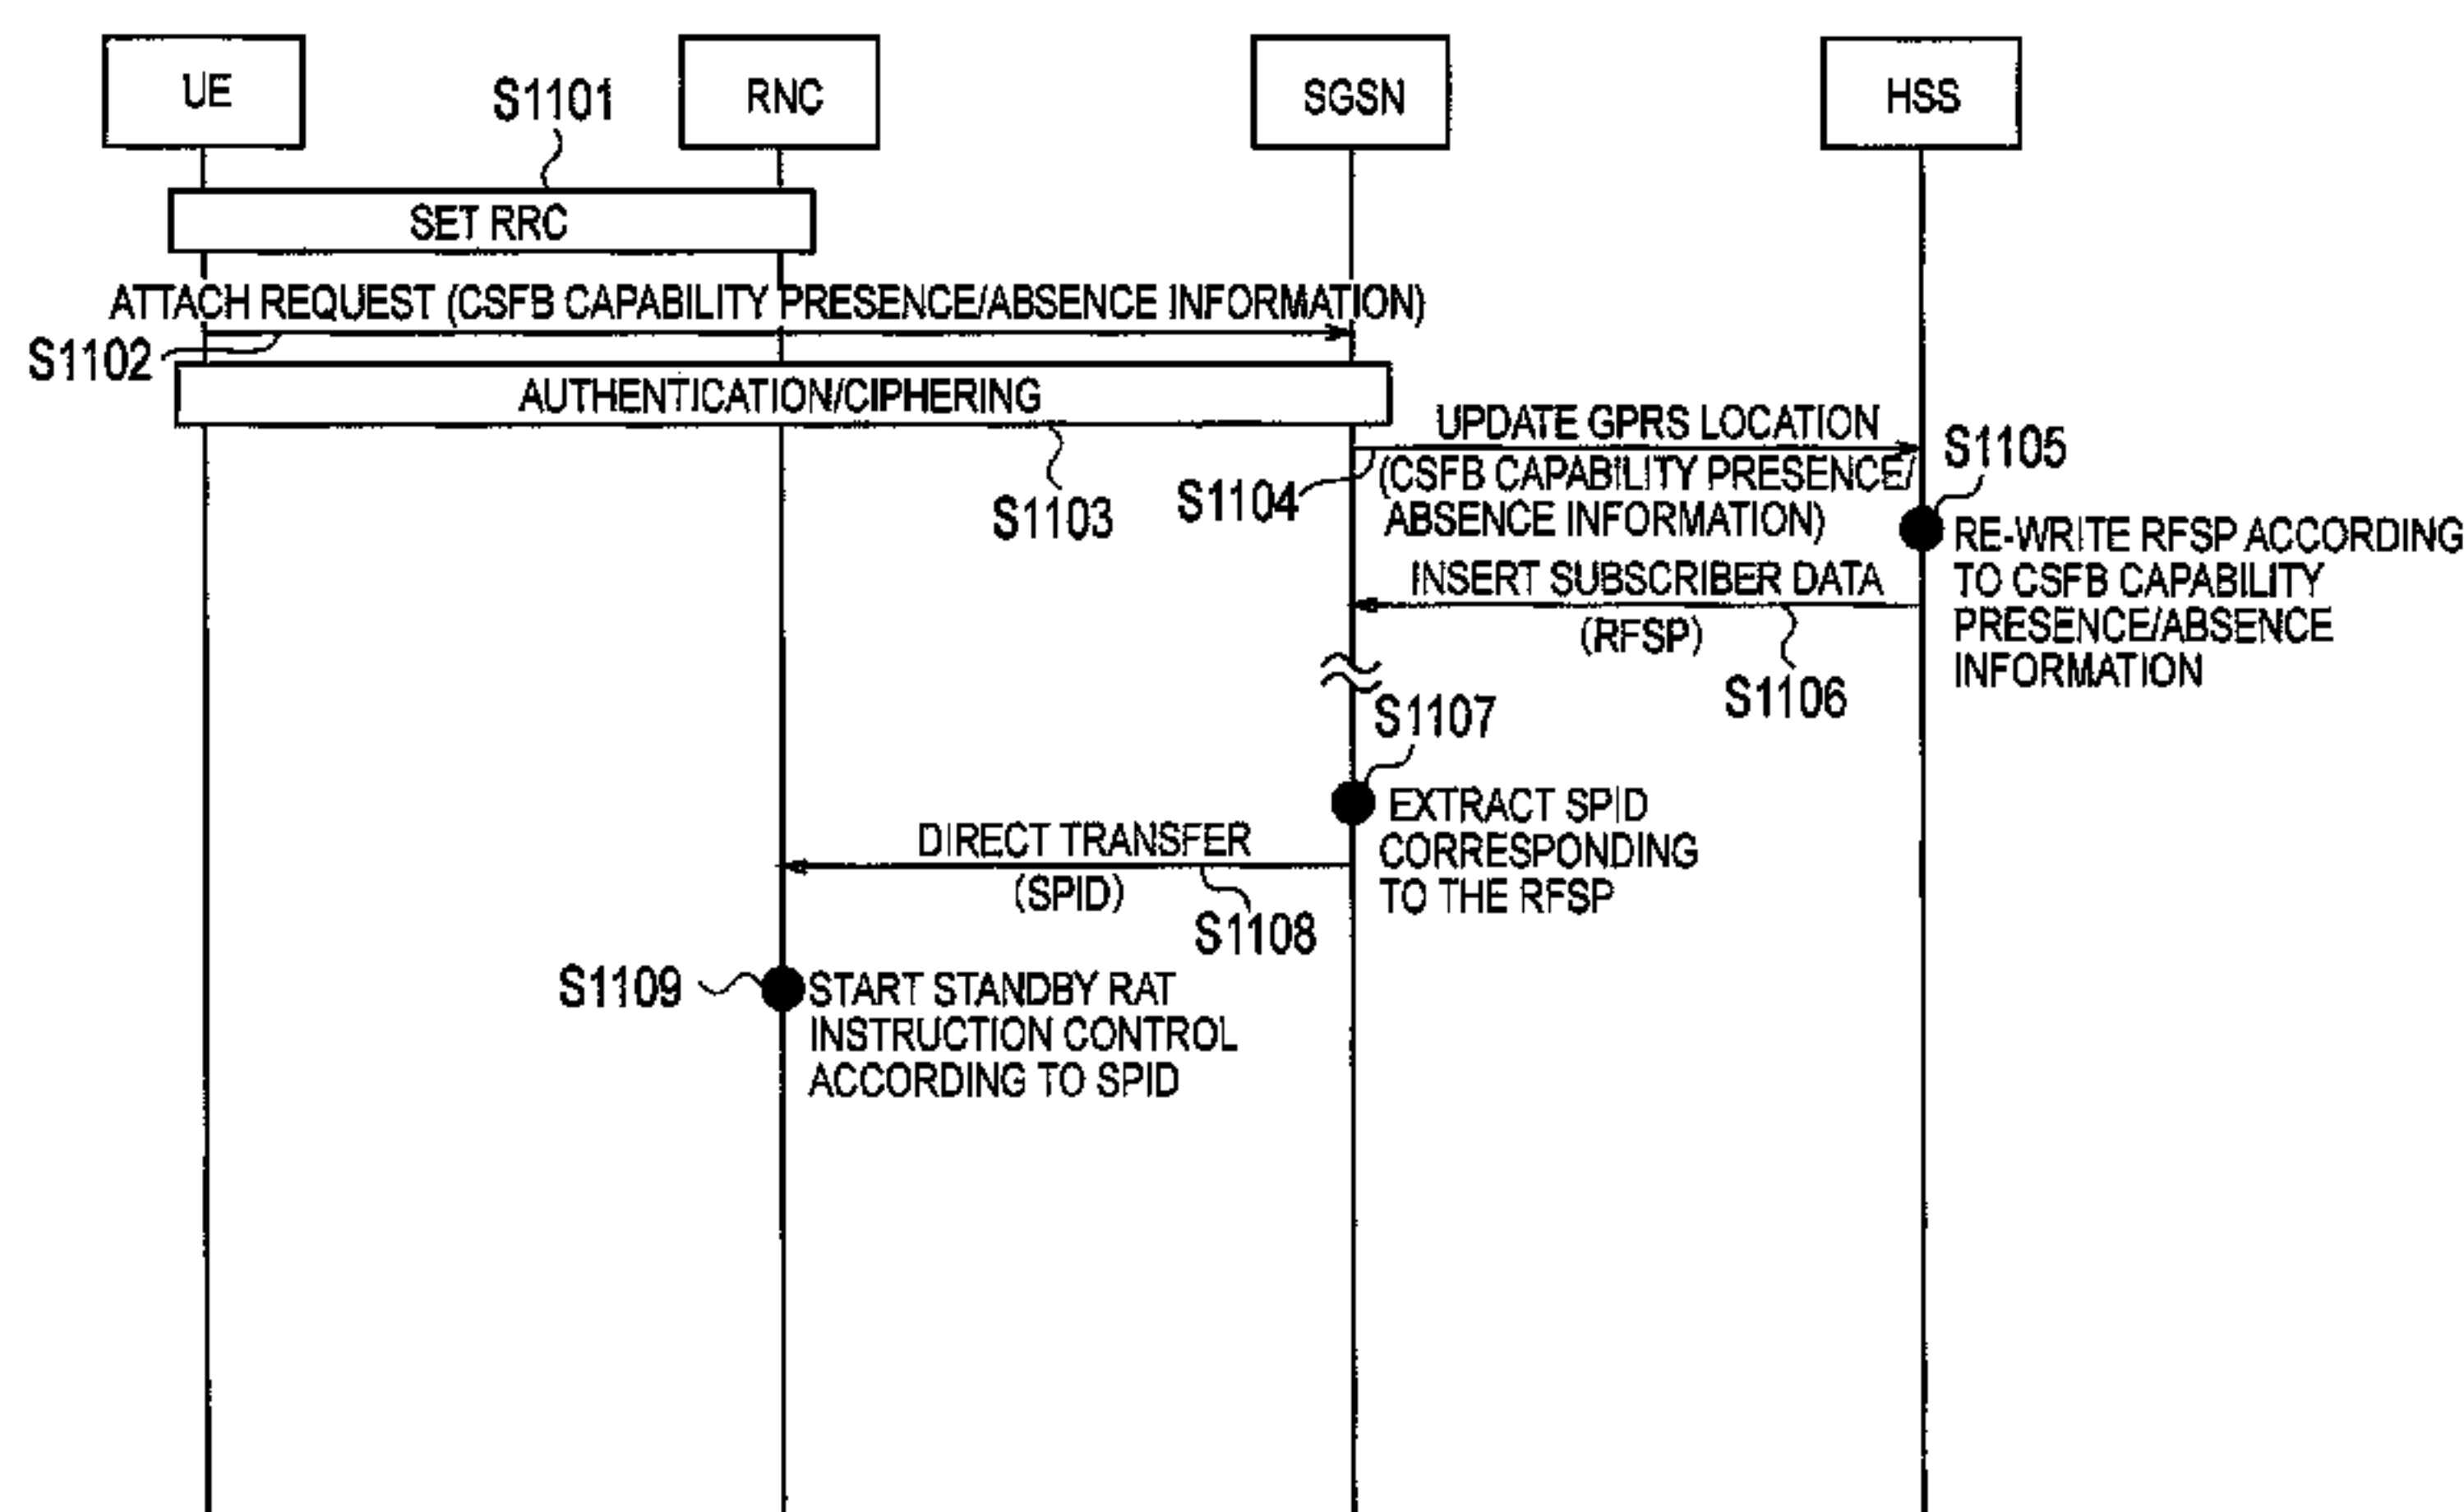 UE
RNC
SGSN
HSS
S1101
SET RRC
ATTACH REQUEST (CSFB CAPABILITY PRESENCE/ABSENCE INFORMATION)
S1102
AUTHENTICATION/CIPHERING
S1103
UPDATE GPRS LOCATION
(CSFB CAPABILITY PRESENCE/
ABSENCE INFORMATION)
S1104
S1105
RE-WRITE RFSP ACCORDING
TO CSFB CAPABILITY
PRESENCE/ABSENCE
INFORMATION
INSERT SUBSCRIBER DATA
(RFSP)
S1106
S1107
EXTRACT SPID
CORRESPONDING
TO THE RFSP
DIRECT TRANSFER
(SPID)
S1108
S1109
START STANDBY RAT
INSTRUCTION CONTROL
ACCORDING TO SPID